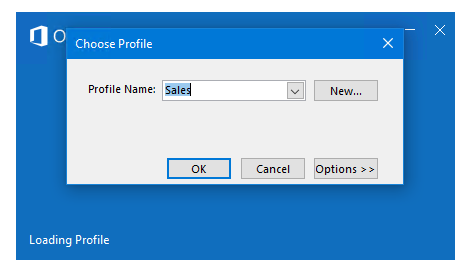 O
Choose Profile
Profile Name: Sales New...
OK Cancel Options >>
Loading Profile